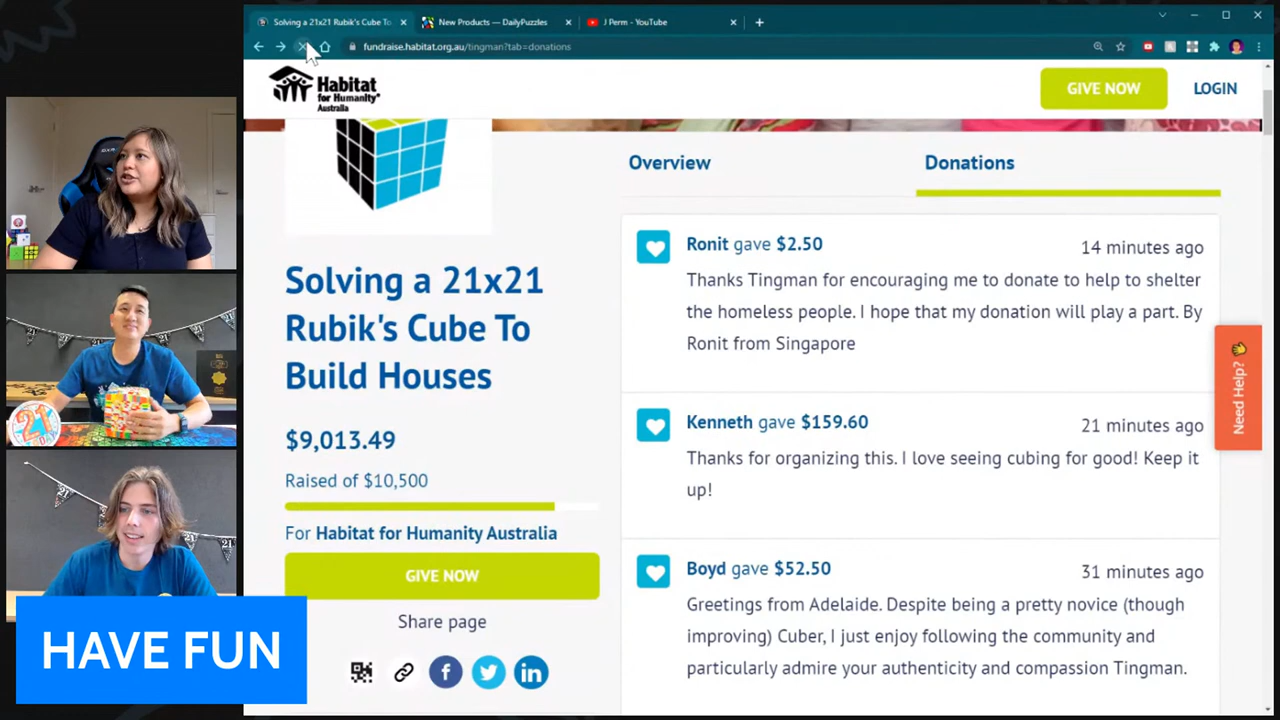 Solving a 21x21 Rubik's Cube To
New Products — DailyPuzzles
J Perm - YouTube
fundraise.habitat.org.au/tingman?tab=donations
Habitat
for Humanity®
Australia
GIVE NOW
LOGIN
Overview
Donations
Solving a 21x21
Rubik's Cube To
Build Houses
$9,013.49
Raised of $10,500
For Habitat for Humanity Australia
GIVE NOW
Share page
Ronit gave $2.50
14 minutes ago
Thanks Tingman for encouraging me to donate to help to shelter
the homeless people. I hope that my donation will play a part. By
Ronit from Singapore
Kenneth gave $159.60
21 minutes ago
Thanks for organizing this. I love seeing cubing for good! Keep it
up!
Boyd gave $52.50
31 minutes ago
Greetings from Adelaide. Despite being a pretty novice (though
improving) Cuber, I just enjoy following the community and
particularly admire your authenticity and compassion Tingman.
Need Help?
21
21
HAVE FUN